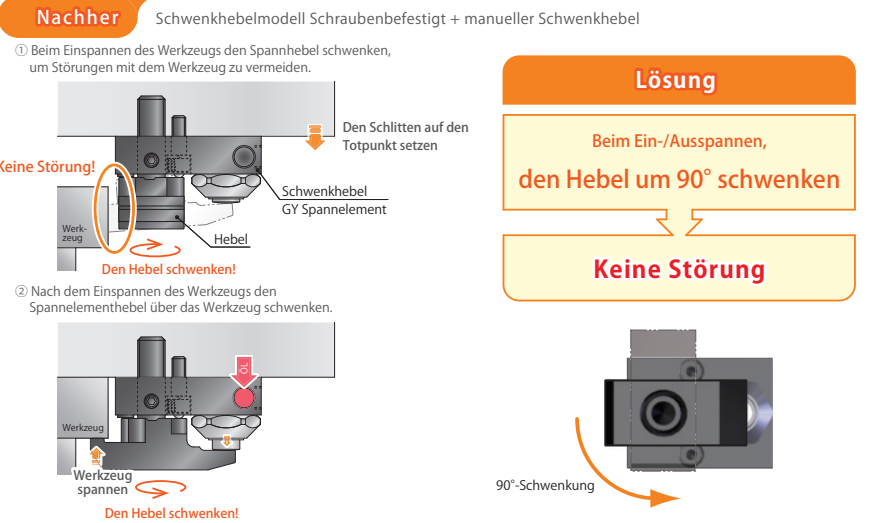 Nachher
Schwenkhebelmodell Schraubenbefestigt + manueller Schwenkhebel
① Beim Einspannen des Werkzeugs den Spannhebel schwenken,
um Störungen mit dem Werkzeug zu vermeiden.
Den Schlitten auf den
Totpunkt setzen
Keine Störung!
Schwenkhebel
GY Spannelement
Werk-
zeug
Hebel
Den Hebel schwenken!
② Nach dem Einspannen des Werkzeugs den
Spannelementhebel über das Werkzeug schwenken.
ÖL
Werkzeug
Werkzeug
spannen
Den Hebel schwenken!
Lösung
Beim Ein-/Ausspannen,
den Hebel um 90° schwenken
Keine Störung
90°-Schwenkung